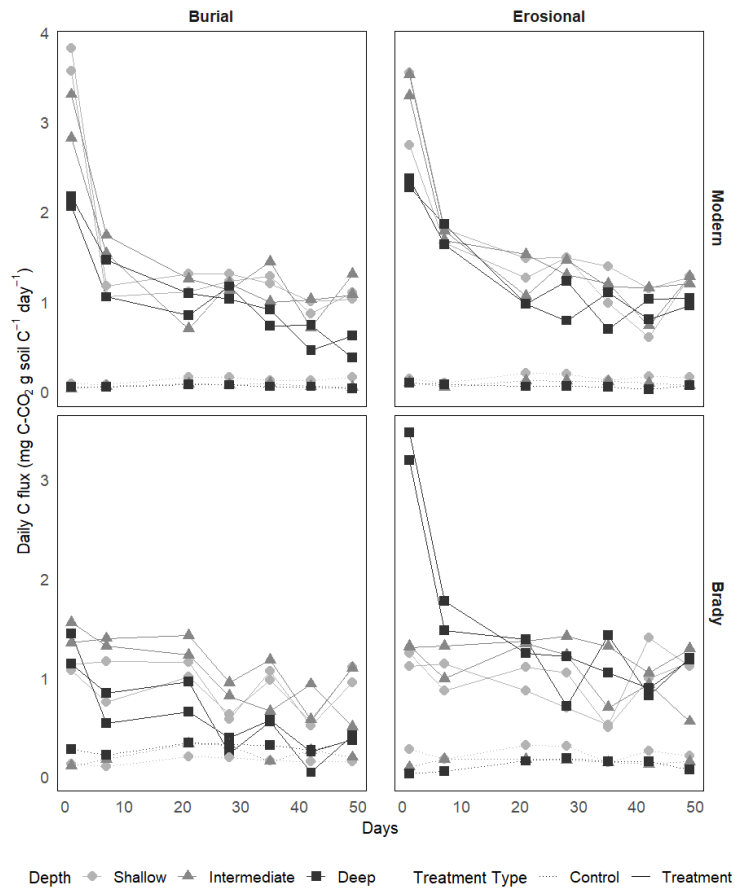 Burial Erosional
4
3
2
1
0
Modern
Daily C flux (mg C-CO₂ g soil C⁻¹ day⁻¹)
3
2
1
0
Brady
0 10 20 30 40 50 0 10 20 30 40 50
Days
Depth Shallow Intermediate Deep Treatment Type Control Treatment